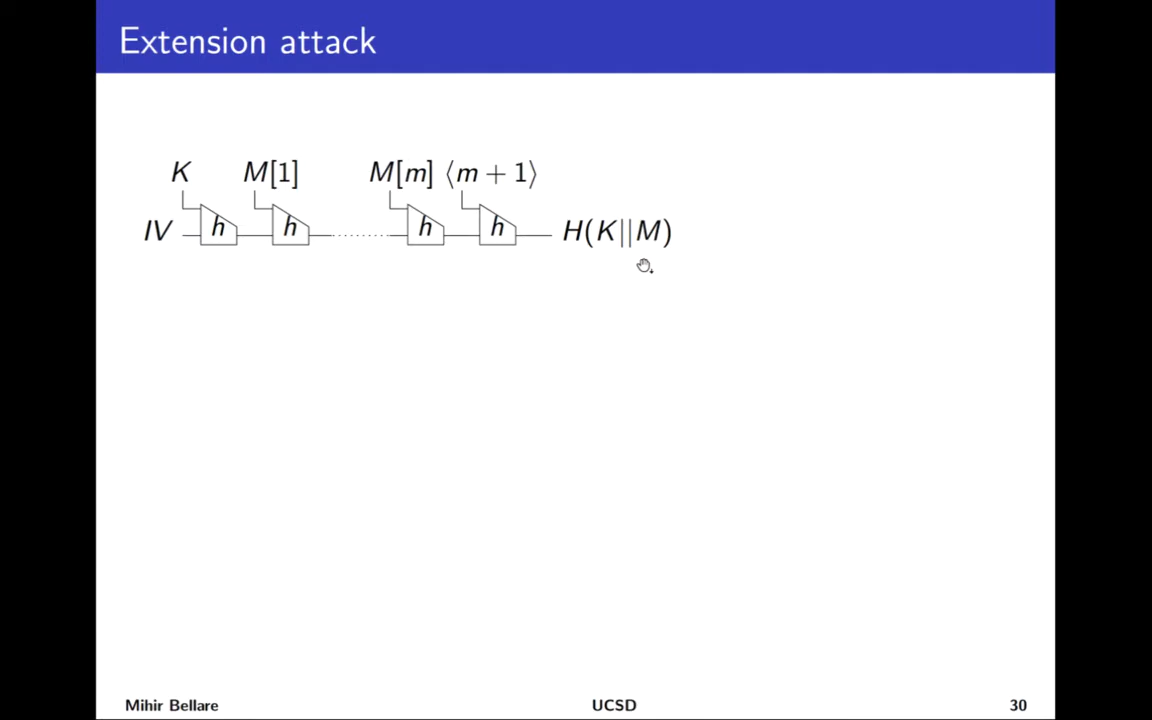 Extension attack
K M[1] M[m] ⟨m + 1⟩
IV h h h h H(K||M)
Mihir Bellare UCSD 30